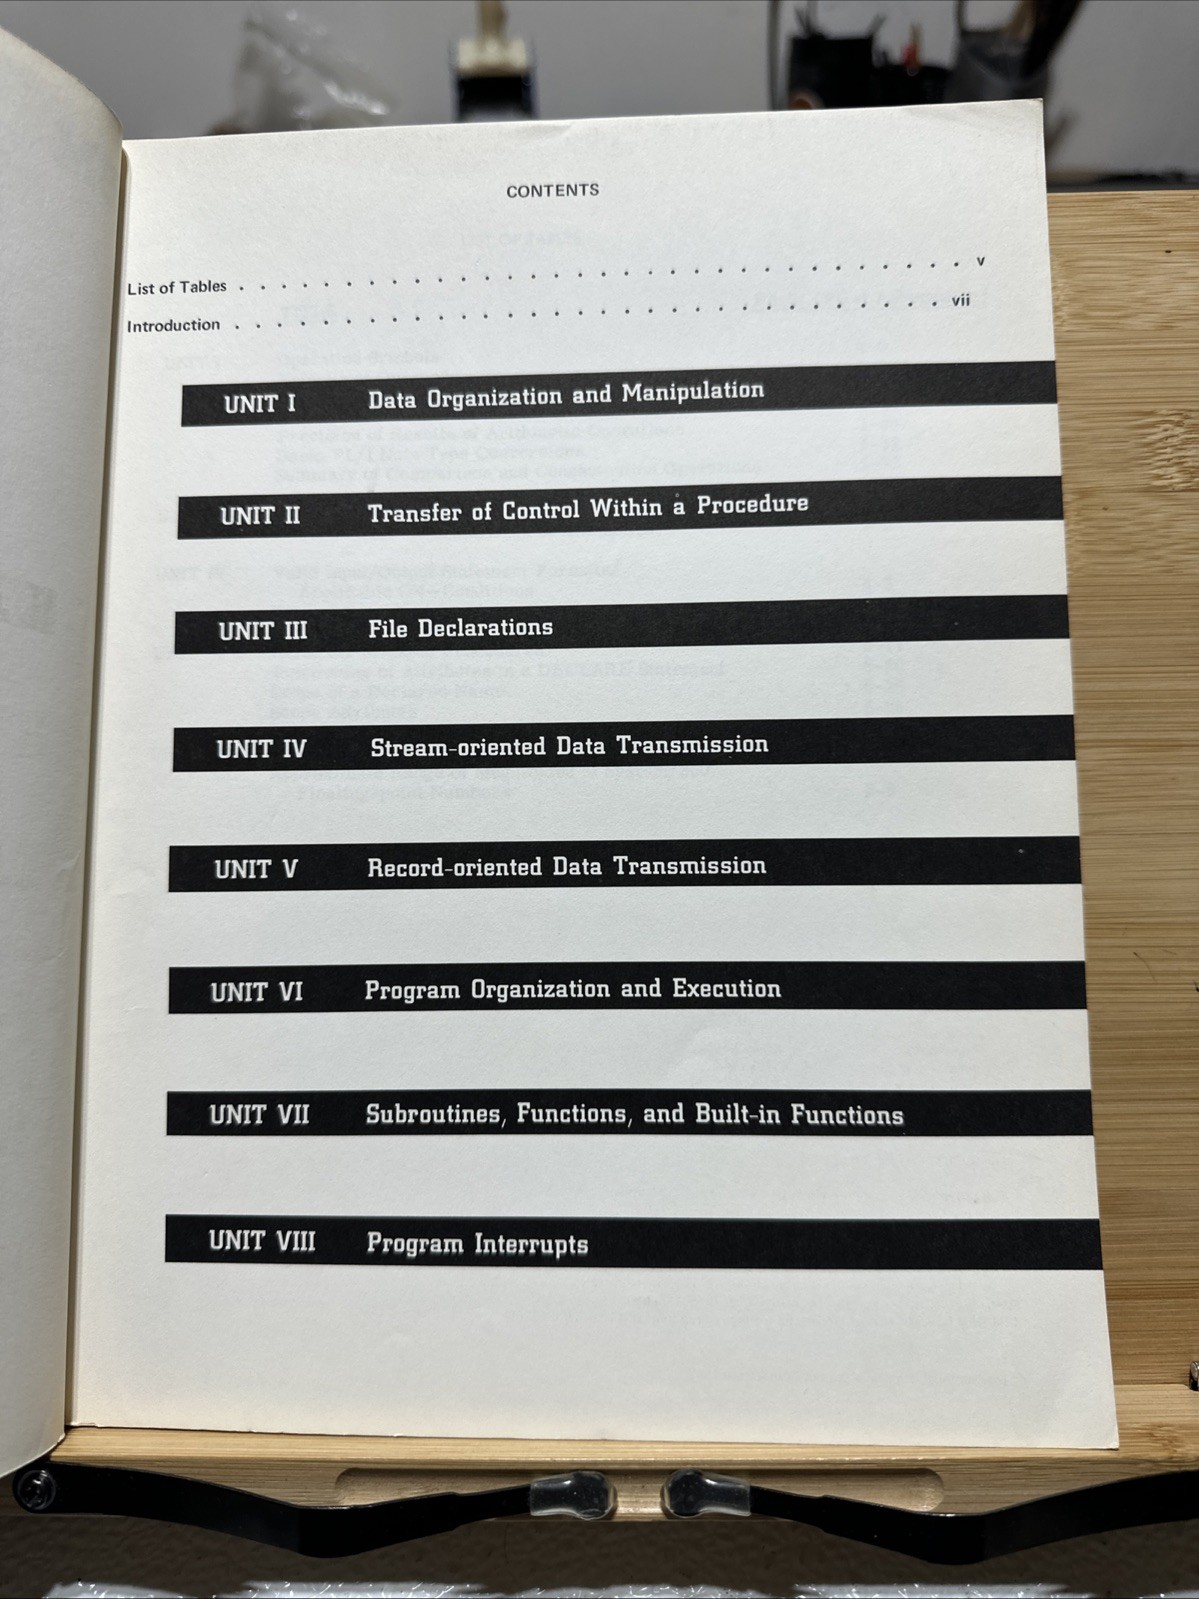 CONTENTS
List of Tables . . . . . . . . . . . . . . . . . . . . . . . . . . . . . . . . . . v
Introduction . . . . . . . . . . . . . . . . . . . . . . . . . . . . . . . . . vii
UNIT I Data Organization and Manipulation
UNIT II Transfer of Control Within a Procedure
UNIT III File Declarations
UNIT IV Stream-oriented Data Transmission
UNIT V Record-oriented Data Transmission
UNIT VI Program Organization and Execution
UNIT VII Subroutines, Functions, and Built-in Functions
UNIT VIII Program Interrupts